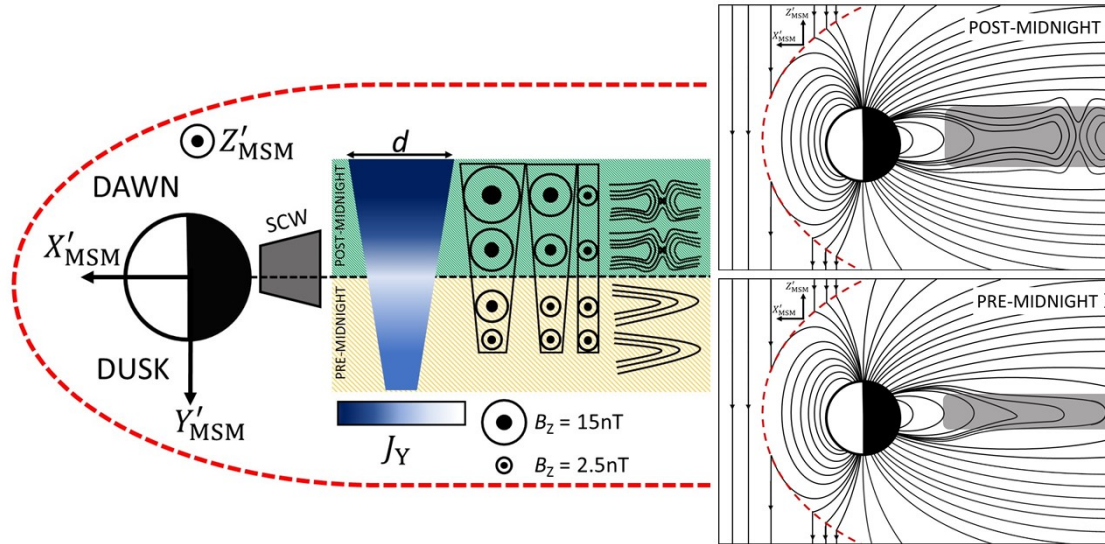 Z′MSM
DAWN
SCW
d
X′MSM
POST-MIDNIGHT
PRE-MIDNIGHT
DUSK
Y′MSM
JY
BZ = 15nT
BZ = 2.5nT
Z′MSM
X′MSM
POST-MIDNIGHT
Z′MSM
X′MSM
PRE-MIDNIGHT